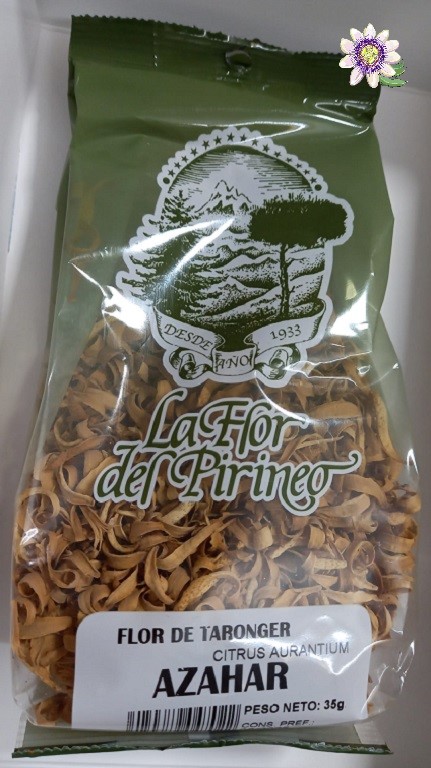 DESDE AÑO 1933
La Flor
del Pirineo
FLOR DE TARONGER
CITRUS AURANTIUM
AZAHAR
PESO NETO: 35g
CONS. PREF.: